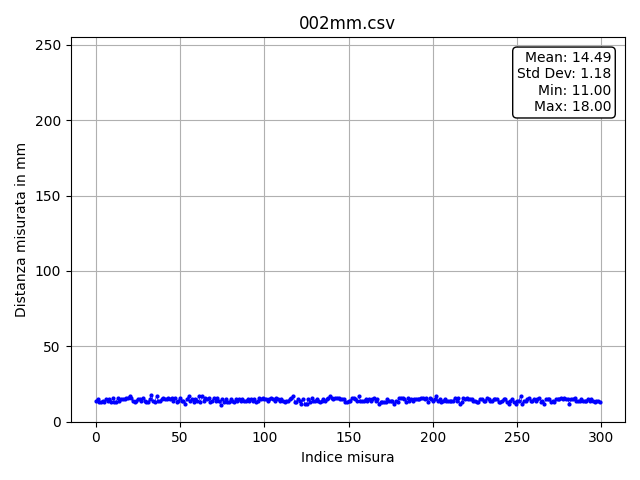 002mm.csv
Mean: 14.49
Std Dev: 1.18
Min: 11.00
Max: 18.00
Distanza misurata in mm
250
200
150
100
50
0
0 50 100 150 200 250 300
Indice misura